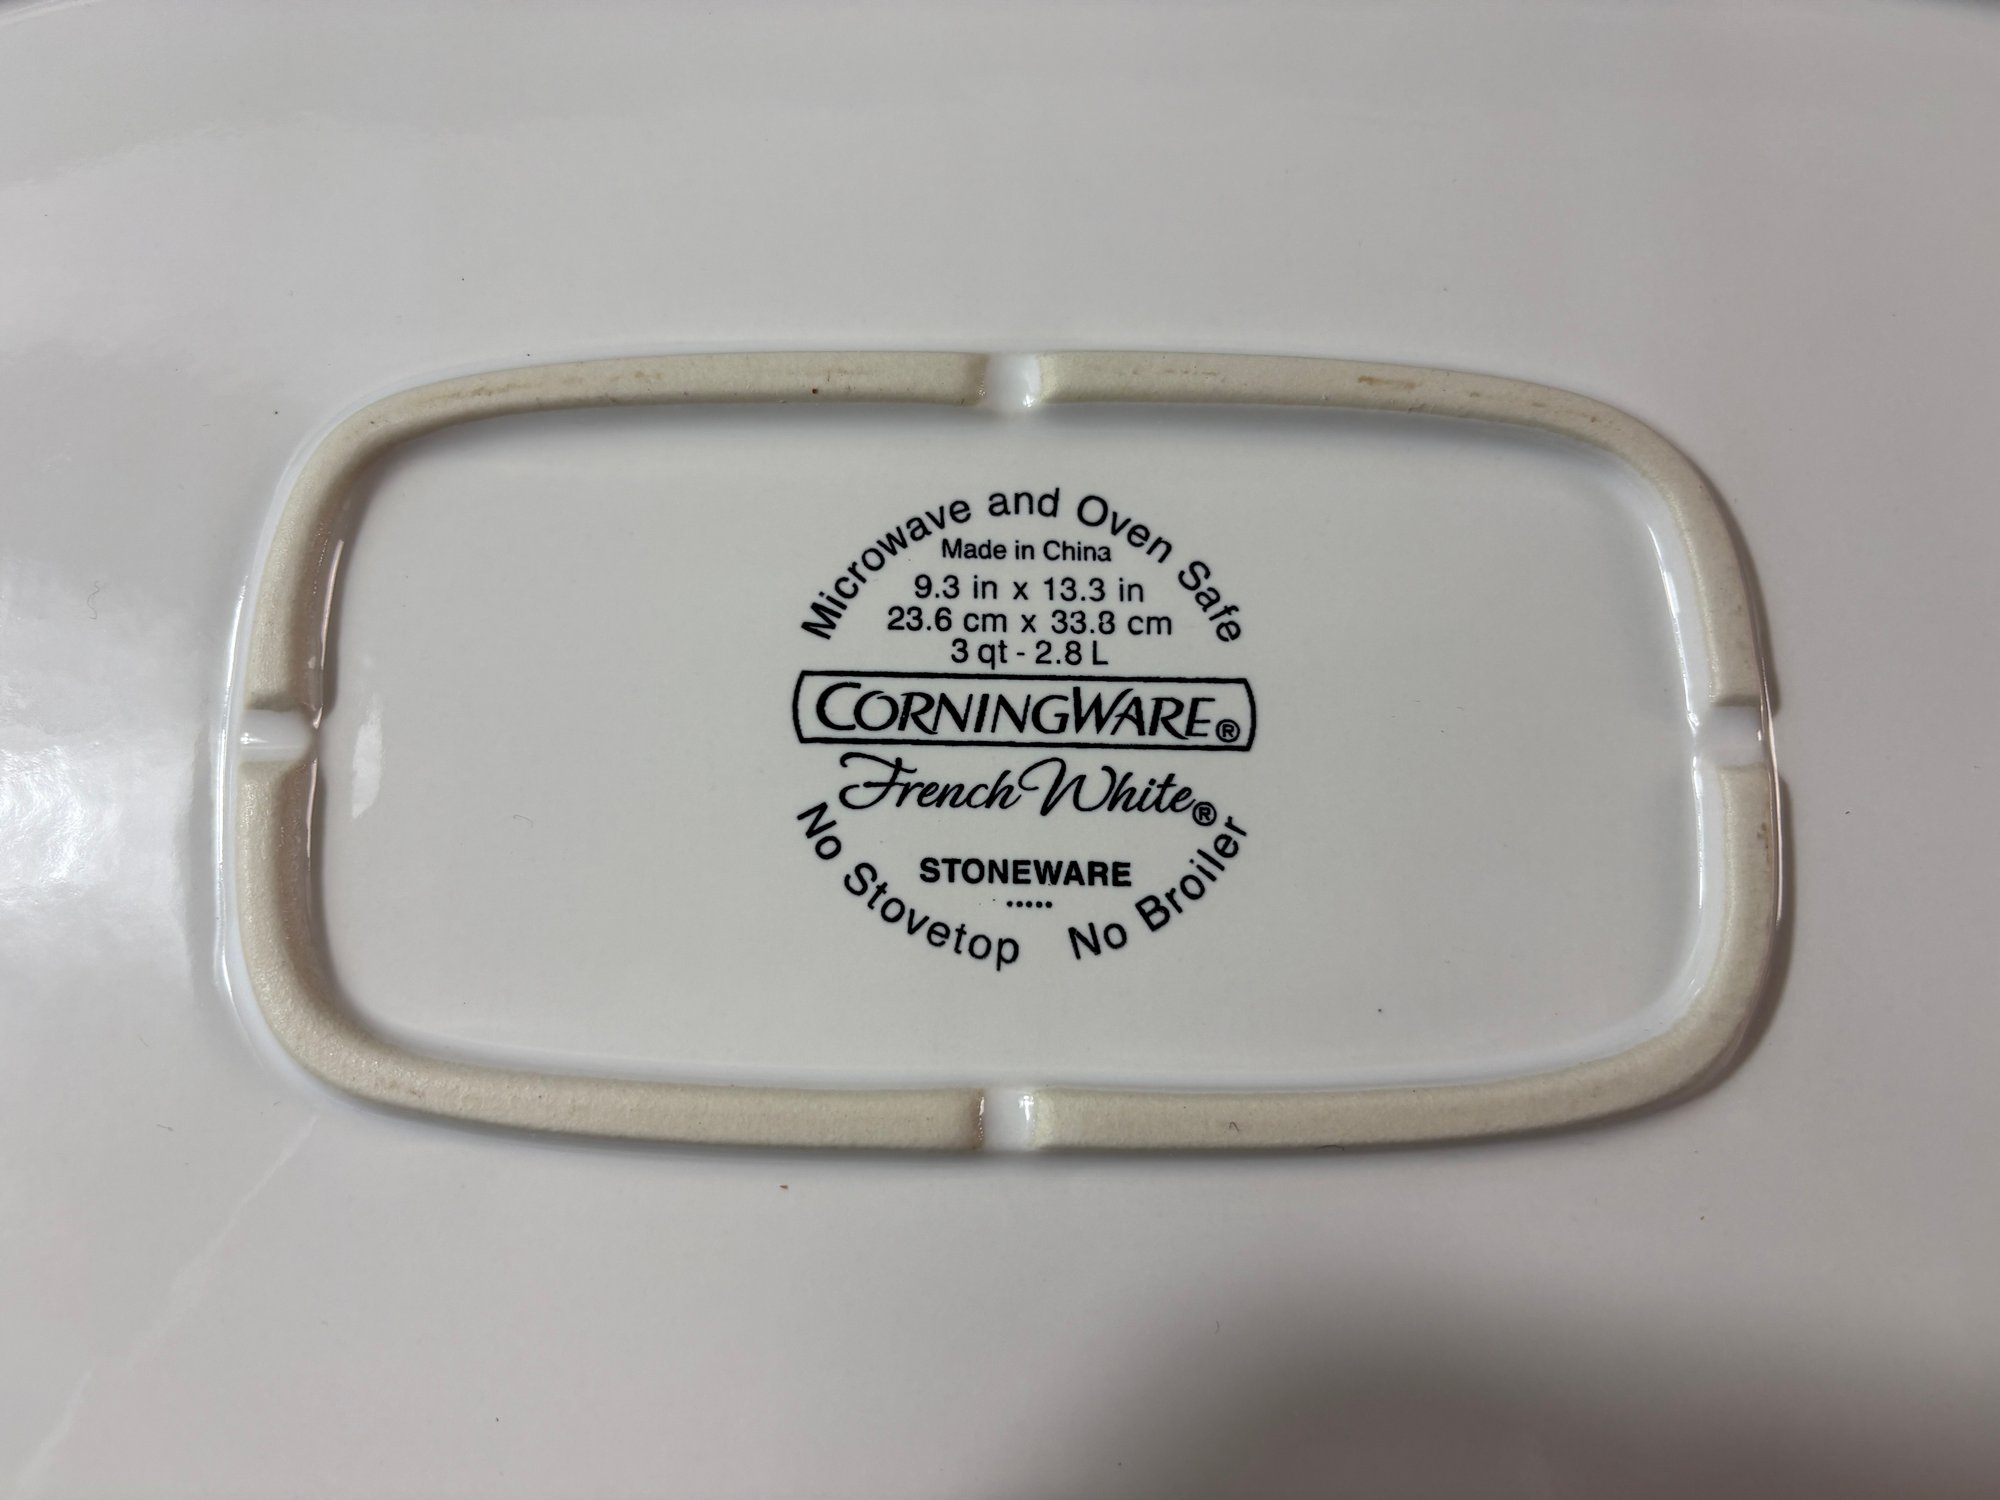 Microwave and Oven Safe
Made in China
9.3 in x 13.3 in
23.6 cm x 33.8 cm
3 qt - 2.8 L
CORNINGWARE®
French White®
STONEWARE
No Stovetop No Broiler